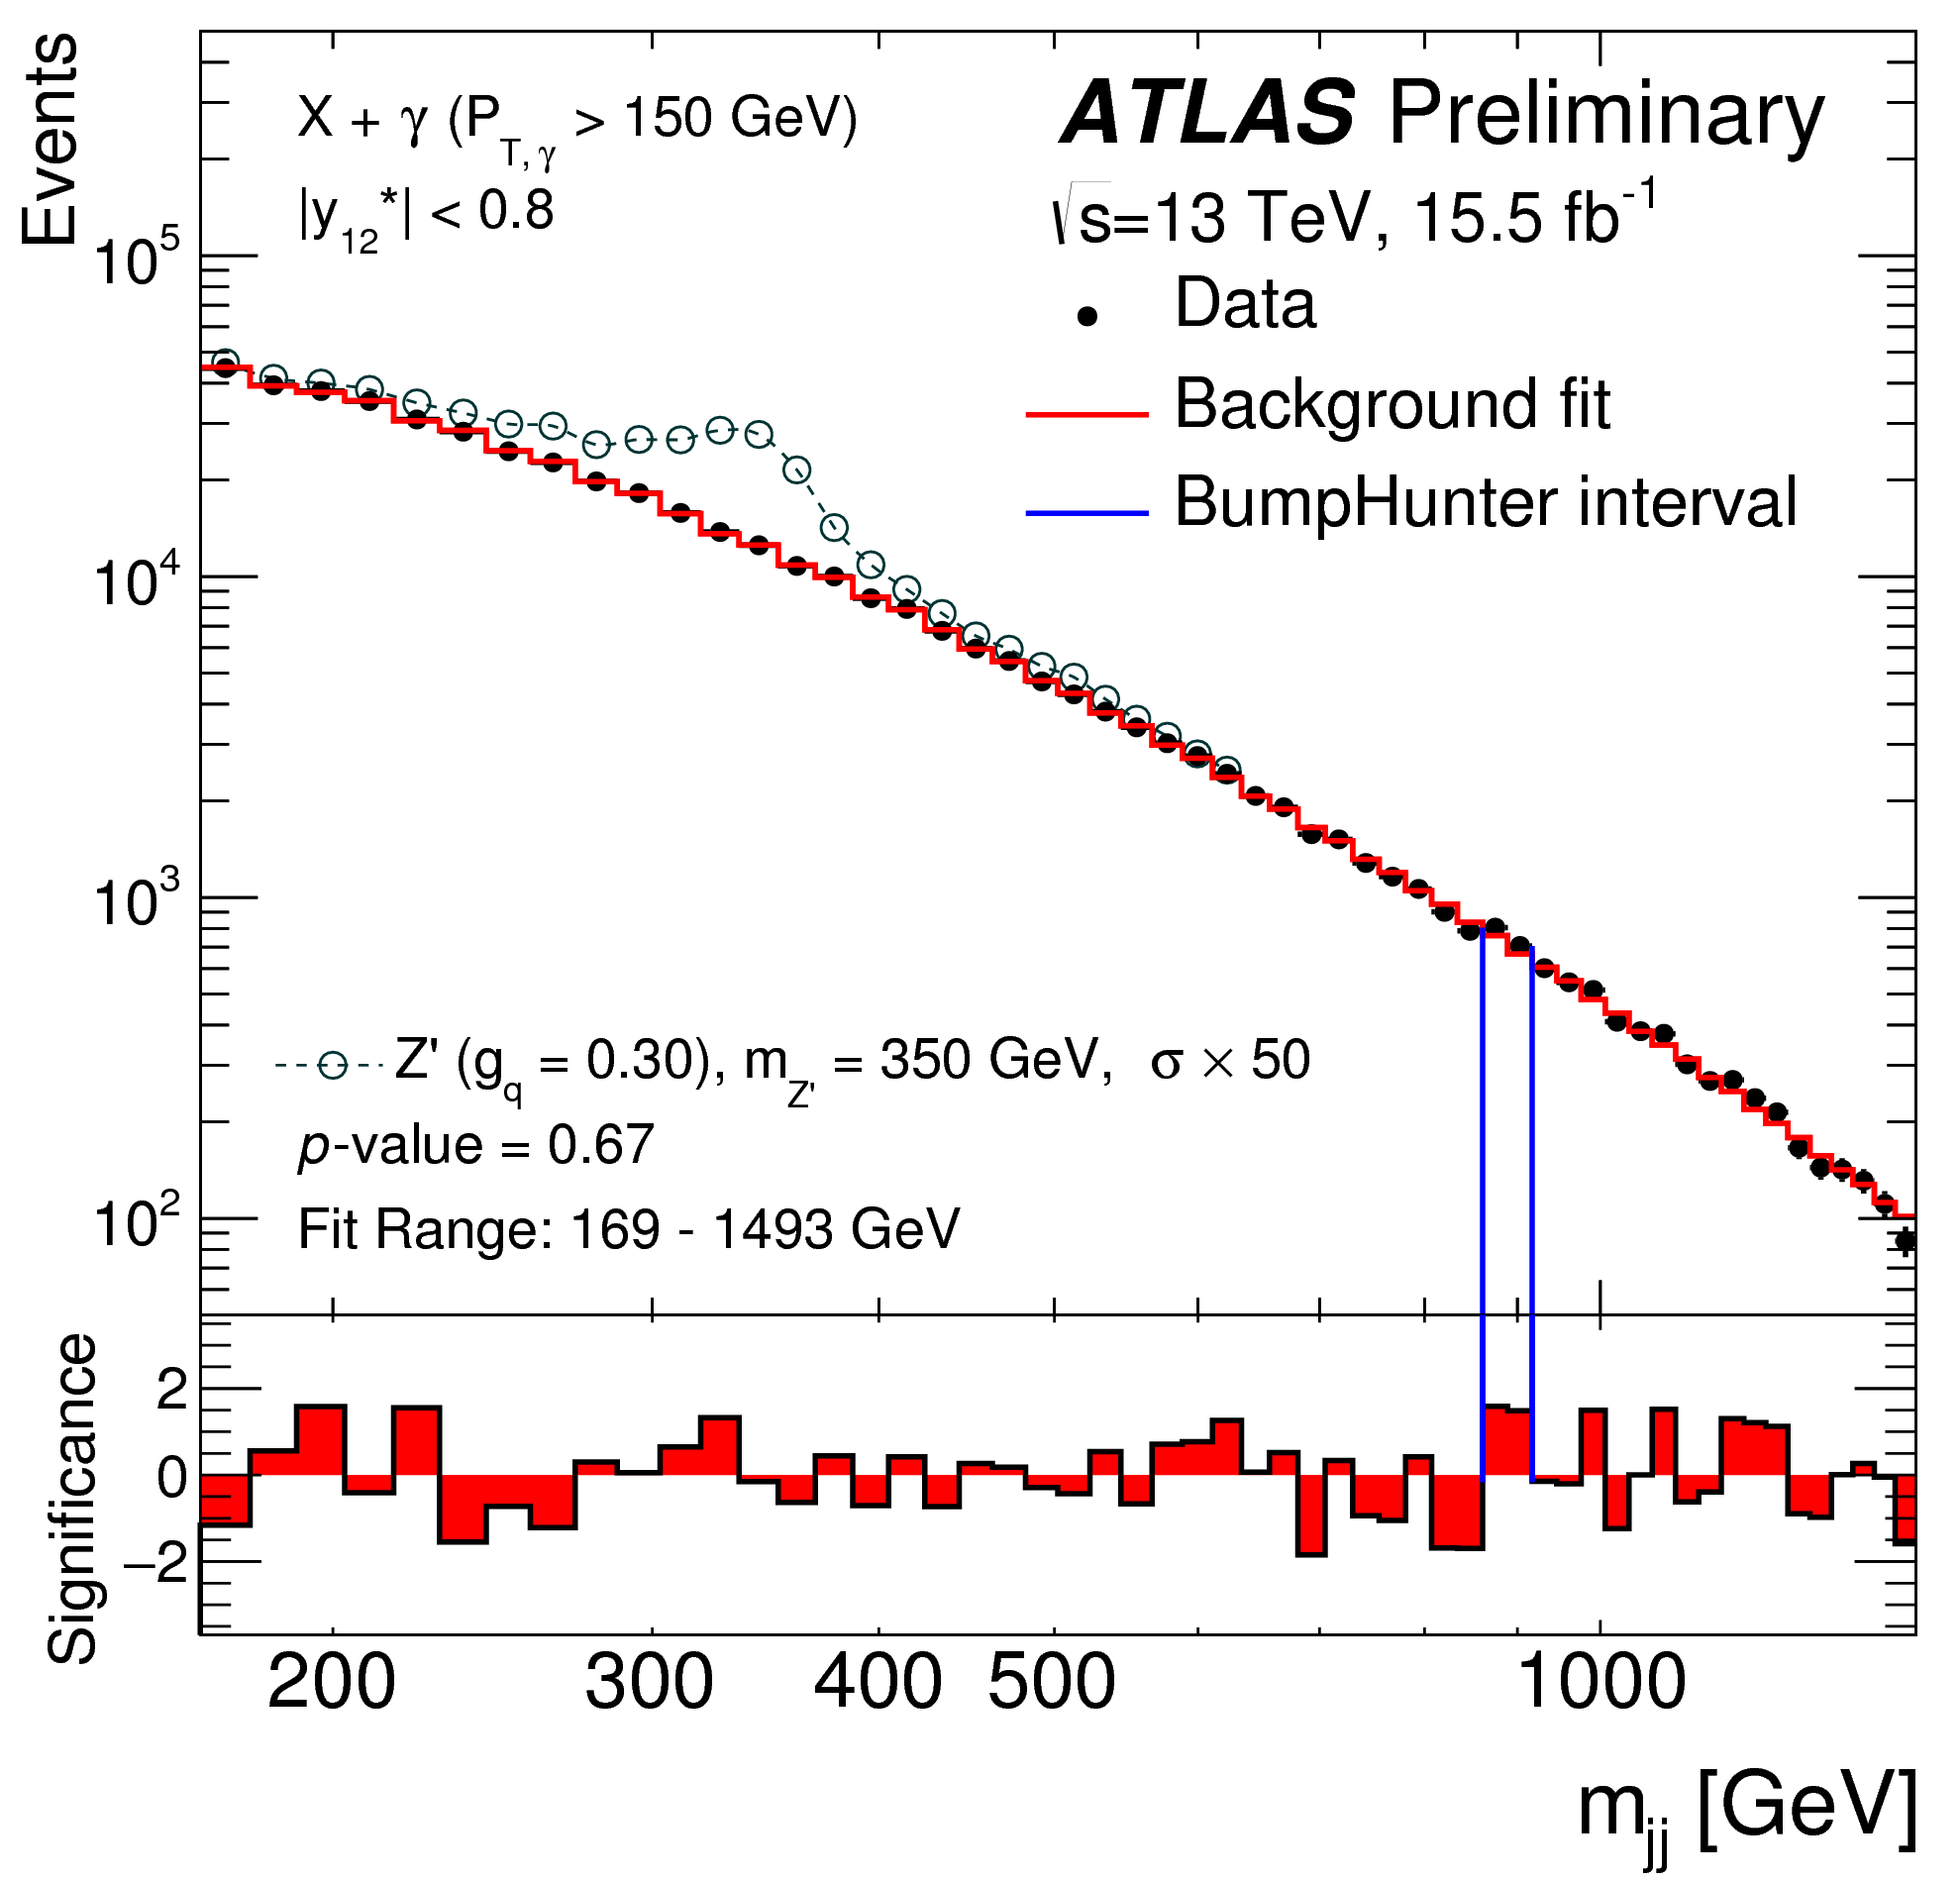 Events
X + γ (P_T,γ > 150 GeV)
|y_12*| < 0.8
ATLAS Preliminary
√s=13 TeV, 15.5 fb^-1
Data
Background fit
BumpHunter interval
10^5
10^4
10^3
10^2
Z' (g_q = 0.30), m_Z' = 350 GeV, σ × 50
p-value = 0.67
Fit Range: 169 - 1493 GeV
Significance
2
0
−2
200 300 400 500 1000
m_jj [GeV]